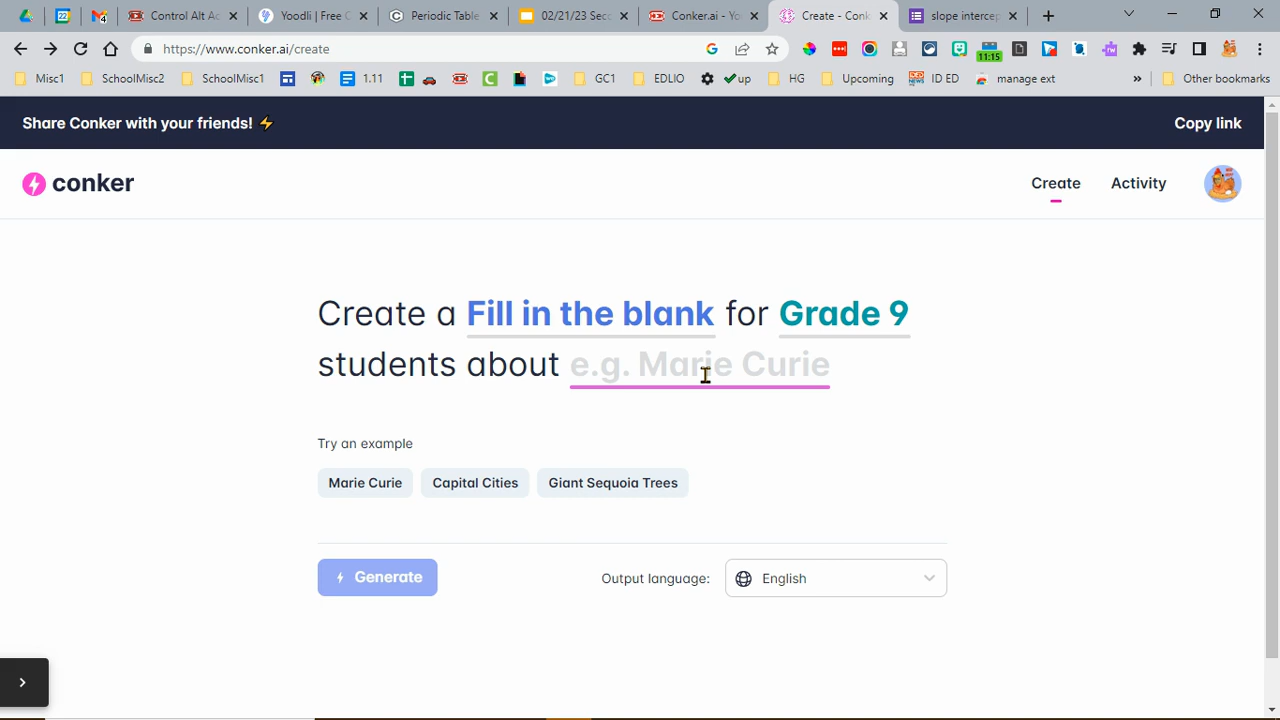 Control Alt A
Yoodli | Free C
Periodic Table
02/21/23 Sec
Conker.ai - Yo
Create - Conk
slope intercep
https://www.conker.ai/create
11:15
Misc1
SchoolMisc2
SchoolMisc1
1.11
GC1
EDLIO
up
HG
Upcoming
ID ED
manage ext
»
Other bookmarks
Share Conker with your friends! ⚡
Copy link
conker
Create
Activity
Create a Fill in the blank for Grade 9
students about e.g. Marie Curie
Try an example
Marie Curie
Capital Cities
Giant Sequoia Trees
Generate
Output language:
English